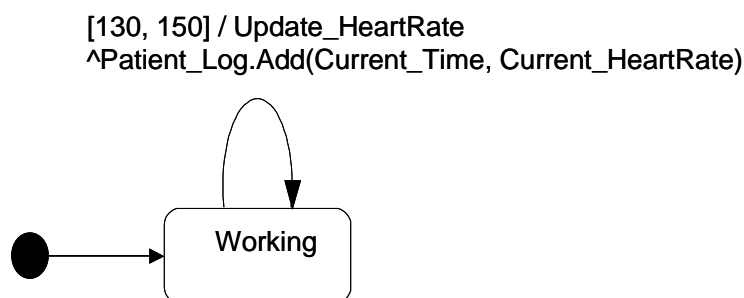 [130, 150] / Update_HeartRate
^Patient_Log.Add(Current_Time, Current_HeartRate)
Working